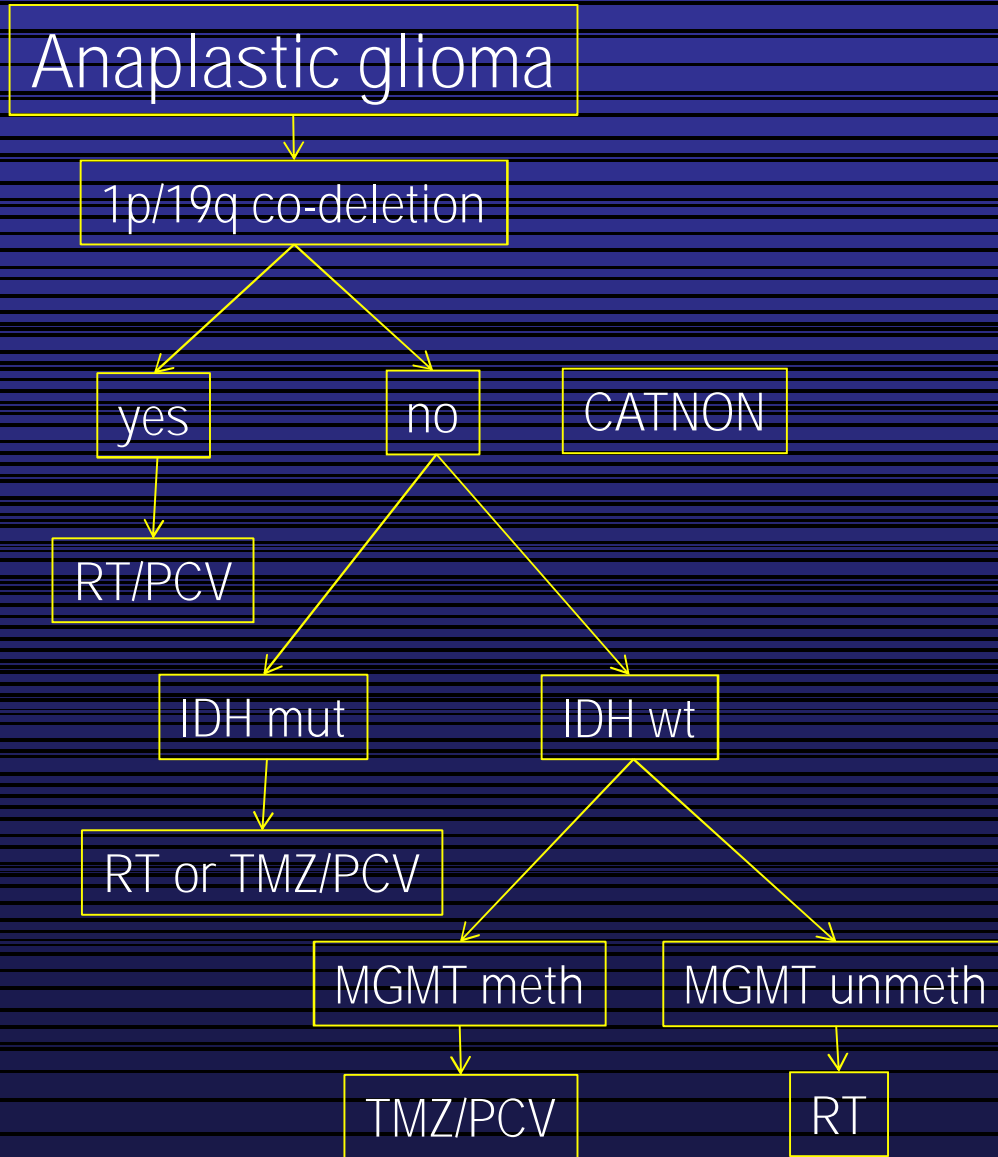 Anaplastic glioma
1p/19q co-deletion
yes
no
CATNON
RT/PCV
IDH mut
IDH wt
RT or TMZ/PCV
MGMT meth
MGMT unmeth
TMZ/PCV
RT